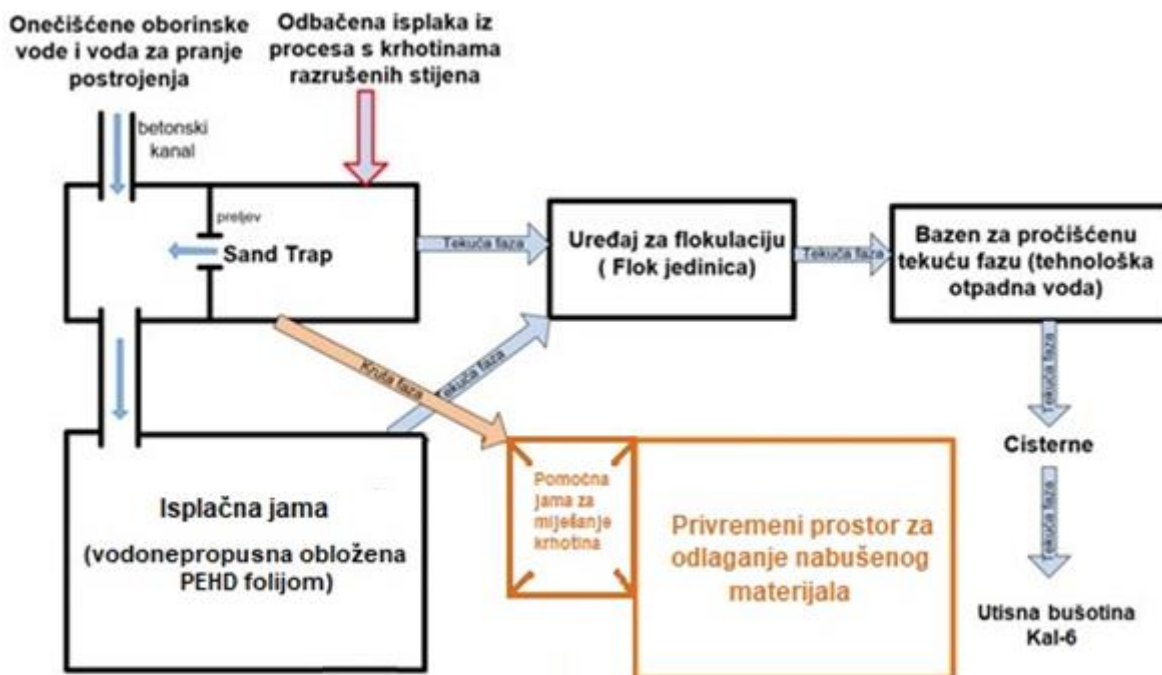 Onečišćene oborinske
vode i voda za pranje
postrojenja
Odbačena isplaka iz
procesa s krhotinama
razrušenih stijena
betonski
kanal
preljev
Sand Trap
Tekuća faza
Uređaj za flokulaciju
( Flok jedinica)
Tekuća faza
Bazen za pročišćenu
tekuću fazu (tehnološka
otpadna voda)
Kruta faza
Tekuća faza
Tekuća faza
Cisterne
Tekuća faza
Utisna bušotina
Kal-6
Isplačna jama
(vodonepropusna obložena
PEHD folijom)
Pomoćna
jama za
miješanje
krhotina
Privremeni prostor za
odlaganje nabušenog
materijala